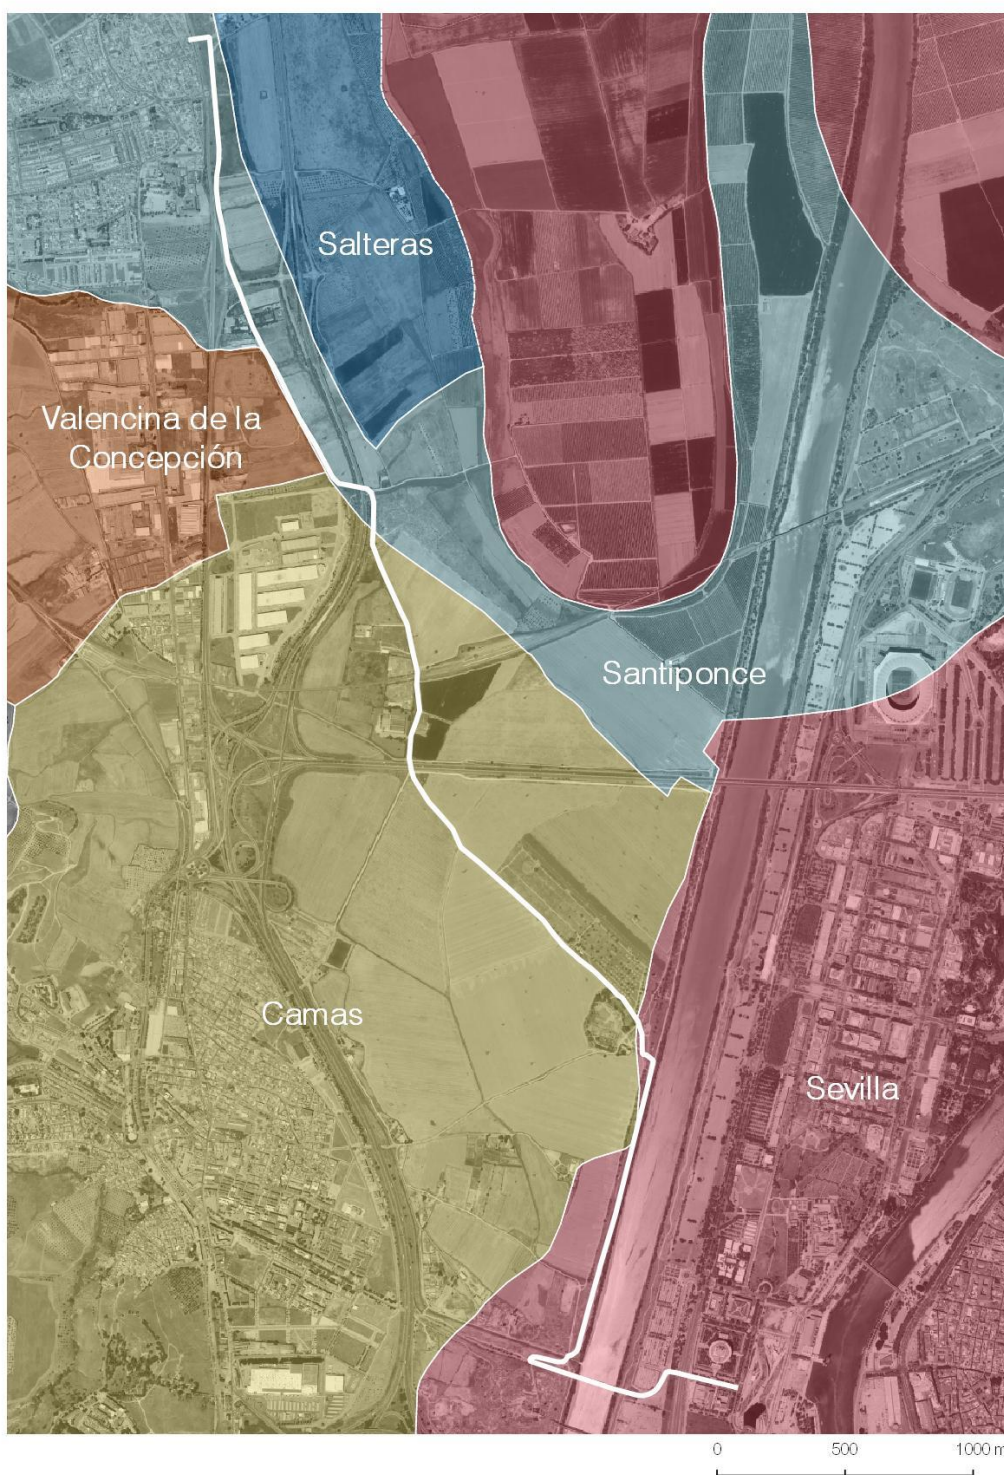 Salteras
Valencina de la
Concepción
Santiponce
Camas
Sevilla
0 500 1000 m